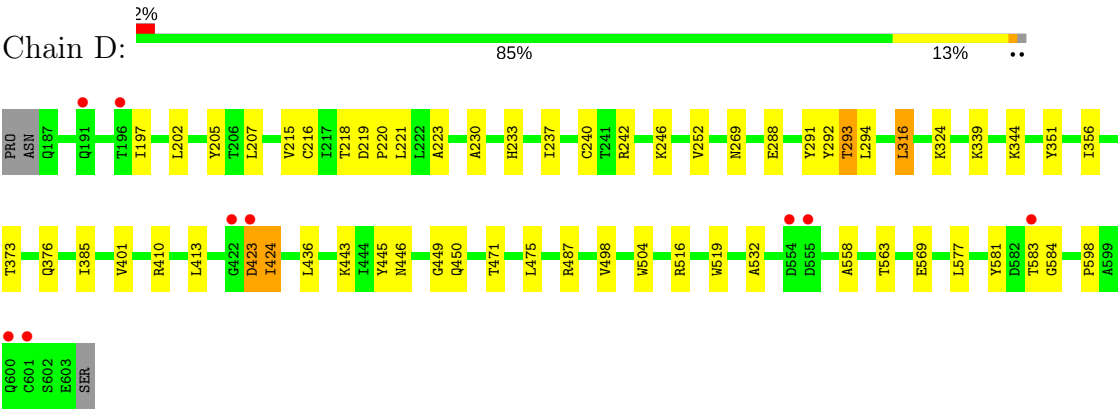 2%
Chain D:
85% 13% ••
PRO ASN Q187 Q191 T196 I197 L202 Y205 T206 L207 V215 C216 I217 T218 D219 P220 L221 L222 A223 A230 H233 I237 C240 T241 R242 K246 V252 N269 E288 Y291 Y292 T293 L294 L316 K324 K339 K344 Y351 I356
T373 Q376 I385 V401 R410 L413 G422 D423 I424 L436 K443 I444 Y445 N446 G449 Q450 T471 L475 R487 V498 W504 R516 W519 A532 D554 D555 A558 T563 E569 L577 Y581 D582 T583 G584 P598 A599
Q600 C601 S602 E603 SER